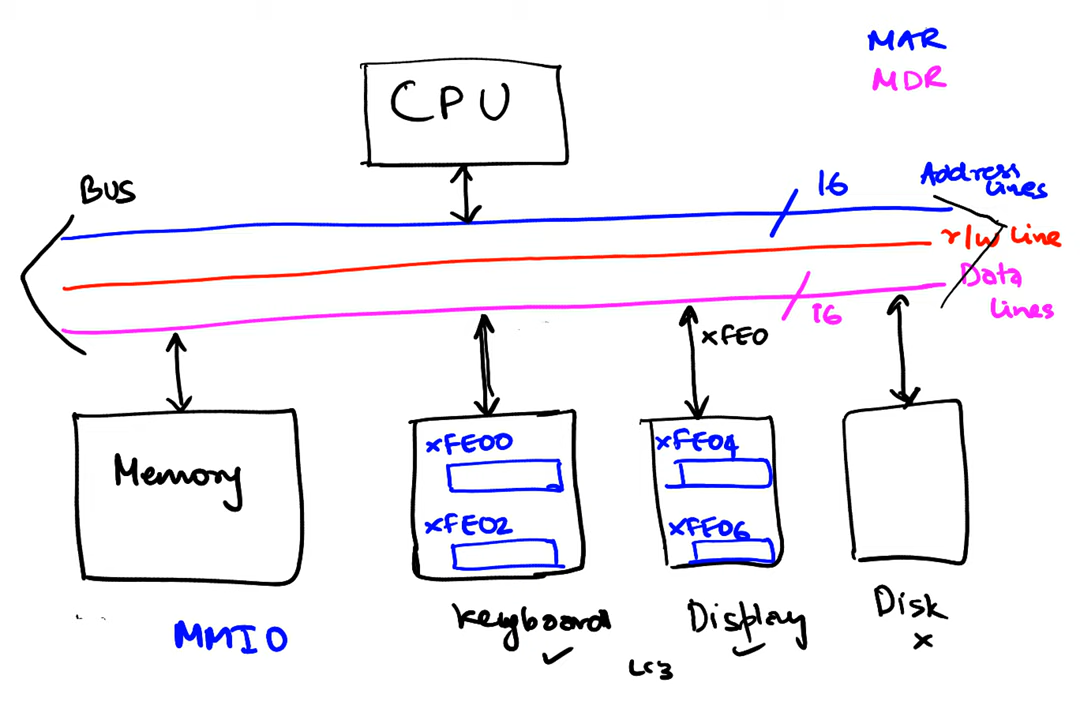 MAR
MDR
CPU
BUS
16
Address
Lines
r/w Line
Data
Lines
16
xFE0
xFE00
xFE04
Memory
xFE02
xFE06
MMIO
Keyboard
Display
Disk
LC3
x